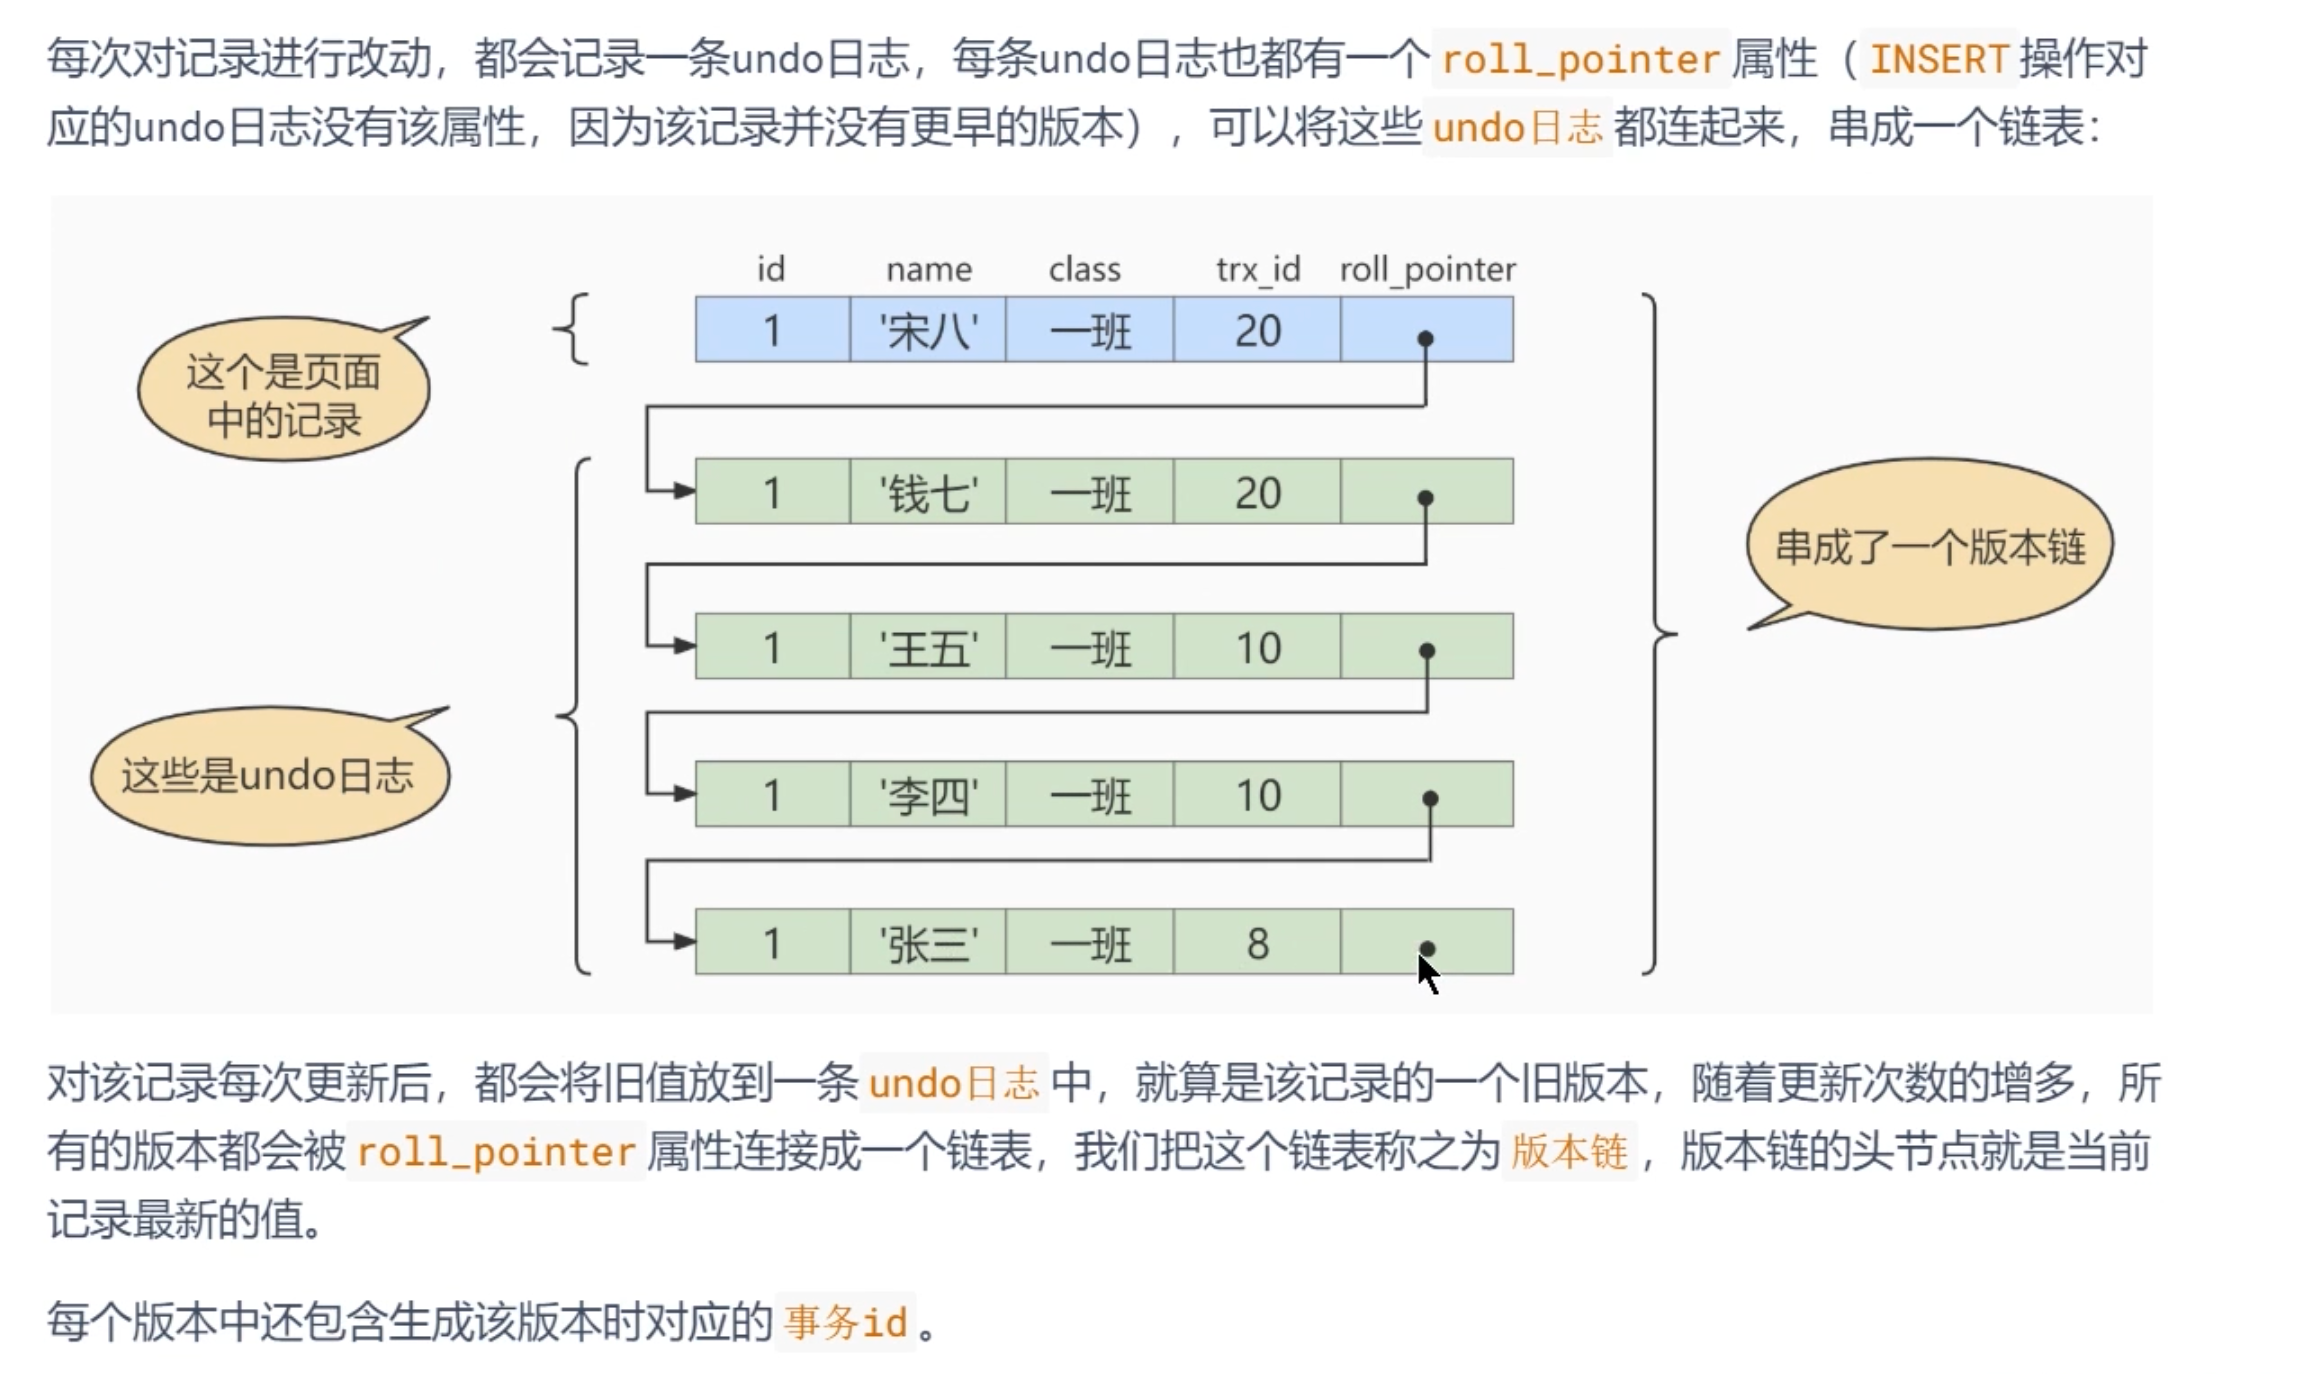 每次对记录进行改动，都会记录一条undo日志，每条undo日志也都有一个 roll_pointer 属性（ INSERT 操作对
应的undo日志没有该属性，因为该记录并没有更早的版本），可以将这些 undo日志 都连起来，串成一个链表：
id name class trx_id roll_pointer
1 '宋八' 一班 20
这个是页面
中的记录
1 '钱七' 一班 20
串成了一个版本链
1 '王五' 一班 10
这些是undo日志
1 '李四' 一班 10
1 '张三' 一班 8
对该记录每次更新后，都会将旧值放到一条 undo日志 中，就算是该记录的一个旧版本，随着更新次数的增多，所
有的版本都会被 roll_pointer 属性连接成一个链表，我们把这个链表称之为 版本链 ，版本链的头节点就是当前
记录最新的值。
每个版本中还包含生成该版本时对应的 事务id 。